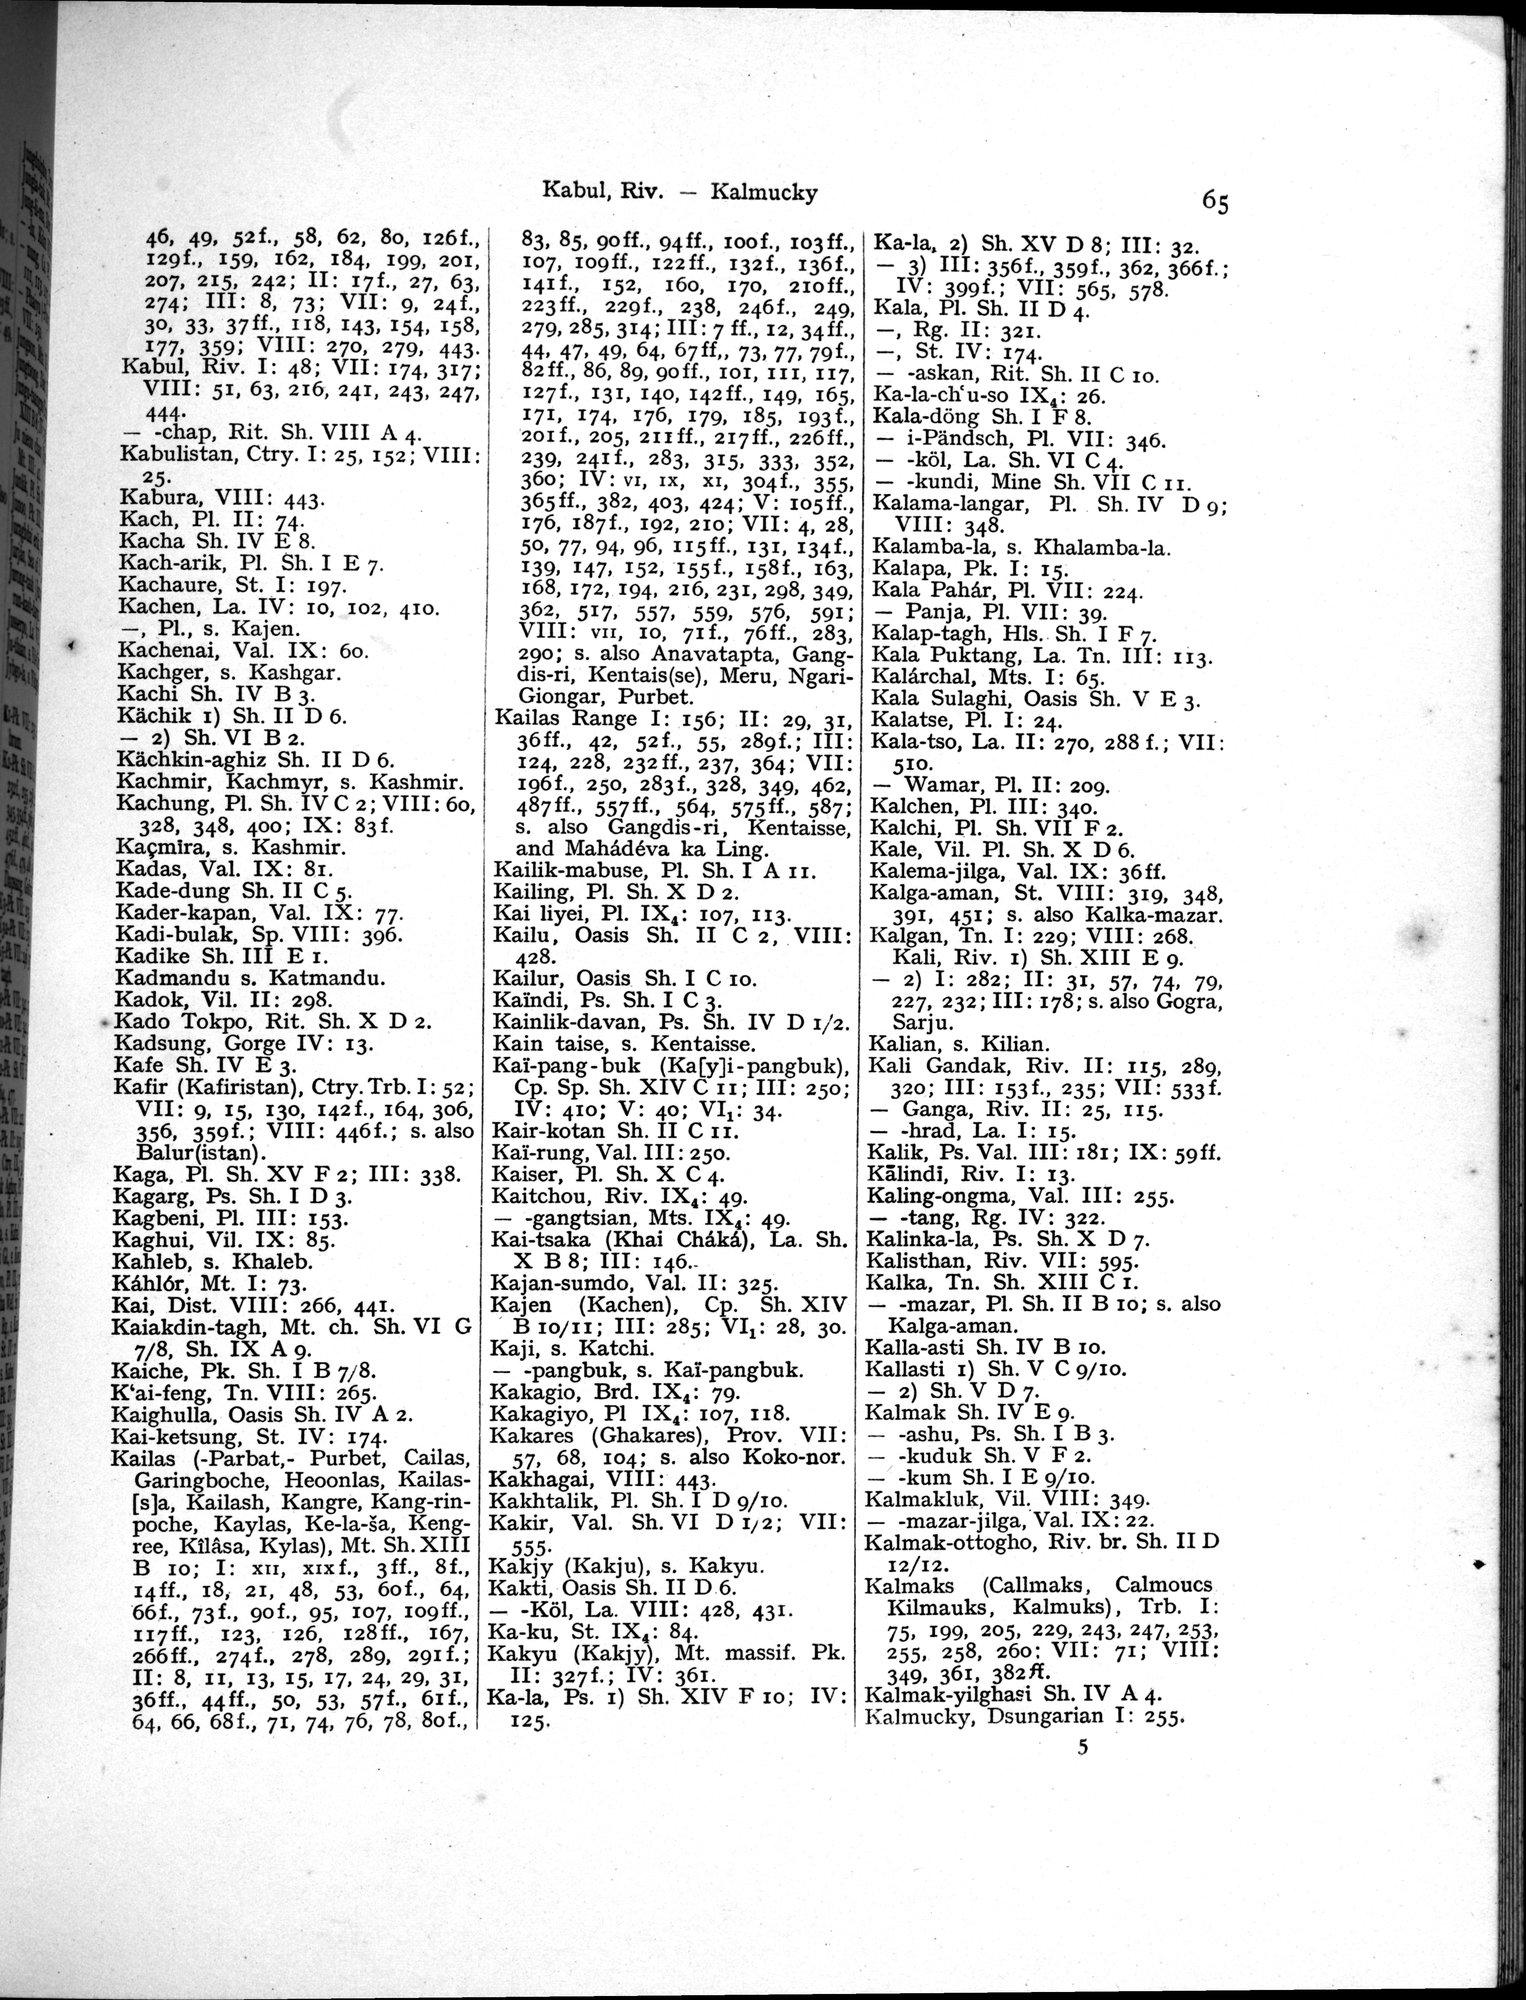 Kabul, Riv. — Kalmucky
65
46, 49, 52f., 58, 62, 80, 126f.,
129f., 159, 162, 184, 199, 201,
207, 215, 242; II: 17f., 27, 63,
274; III: 8, 73; VII: 9, 24f.,
30, 33, 37ff., 118, 143, 154, 158,
177, 359; VIII: 270, 279, 443.
Kabul, Riv. I: 48; VII: 174, 317;
VIII: 51, 63, 216, 241, 243, 247,
444.
— -chap, Rit. Sh. VIII A 4.
Kabulistan, Ctry. I: 25, 152; VIII:
25.
Kabura, VIII: 443.
Kach, Pl. II: 74.
Kacha Sh. IV E 8.
Kach-arik, Pl. Sh. I E 7.
Kachaure, St. I: 197.
Kachen, La. IV: 10, 102, 410.
—, Pl., s. Kajen.
Kachenai, Val. IX: 60.
Kachger, s. Kashgar.
Kachi Sh. IV B 3.
Kächik 1) Sh. II D 6.
— 2) Sh. VI B 2.
Kächkin-aghiz Sh. II D 6.
Kachmir, Kachmyr, s. Kashmir.
Kachung, Pl. Sh. IV C 2; VIII: 60,
328, 348, 400; IX: 83f.
Kaçmīra, s. Kashmir.
Kadas, Val. IX: 81.
Kade-dung Sh. II C 5.
Kader-kapan, Val. IX: 77.
Kadi-bulak, Sp. VIII: 396.
Kadike Sh. III E 1.
Kadmandu s. Katmandu.
Kadok, Vil. II: 298.
Kado Tokpo, Rit. Sh. X D 2.
Kadsung, Gorge IV: 13.
Kafe Sh. IV E 3.
Kafir (Kafiristan), Ctry. Trb. I: 52;
VII: 9, 15, 130, 142f., 164, 306,
356, 359f.; VIII: 446f.; s. also
Balur(istan).
Kaga, Pl. Sh. XV F 2; III: 338.
Kagarg, Ps. Sh. I D 3.
Kagbeni, Pl. III: 153.
Kaghui, Vil. IX: 85.
Kahleb, s. Khaleb.
Káhlór, Mt. I: 73.
Kai, Dist. VIII: 266, 441.
Kaiakdin-tagh, Mt. ch. Sh. VI G
7/8, Sh. IX A 9.
Kaiche, Pk. Sh. I B 7/8.
K‘ai-feng, Tn. VIII: 265.
Kaighulla, Oasis Sh. IV A 2.
Kai-ketsung, St. IV: 174.
Kailas (-Parbat,- Purbet, Cailas,
Garingboche, Heoonlas, Kailas-
[s]a, Kailash, Kangre, Kang-rin-
poche, Kaylas, Ke-la-ša, Keng-
ree, Kîlâsa, Kylas), Mt. Sh. XIII
B 10; I: XII, XIXf., 3ff., 8f.,
14ff., 18, 21, 48, 53, 60f., 64,
66f., 73f., 90f., 95, 107, 109ff.,
117ff., 123, 126, 128ff., 167,
266ff., 274f., 278, 289, 291f.;
II: 8, 11, 13, 15, 17, 24, 29, 31,
36ff., 44ff., 50, 53, 57f., 61f.,
64, 66, 68f., 71, 74, 76, 78, 80f.,
83, 85, 90ff., 94ff., 100f., 103ff.,
107, 109ff., 122ff., 132f., 136f.,
141f., 152, 160, 170, 210ff.,
223ff., 229f., 238, 246f., 249,
279, 285, 314; III: 7 ff., 12, 34ff.,
44, 47, 49, 64, 67ff,, 73, 77, 79f.,
82ff., 86, 89, 90ff., 101, 111, 117,
127f., 131, 140, 142ff., 149, 165,
171, 174, 176, 179, 185, 193f.,
201f., 205, 211ff., 217ff., 226ff.,
239, 241f., 283, 315, 333, 352,
360; IV: VI, IX, XI, 304f., 355,
365ff., 382, 403, 424; V: 105ff.,
176, 187f., 192, 210; VII: 4, 28,
50, 77, 94, 96, 115ff., 131, 134f.,
139, 147, 152, 155f., 158f., 163,
168, 172, 194, 216, 231, 298, 349,
362, 517, 557, 559, 576, 591;
VIII: VII, 10, 71f., 76ff., 283,
290; s. also Anavatapta, Gang-
dis-ri, Kentais(se), Meru, Ngari-
Giongar, Purbet.
Kailas Range I: 156; II: 29, 31,
36ff., 42, 52f., 55, 289f.; III:
124, 228, 232ff., 237, 364; VII:
196f., 250, 283f., 328, 349, 462,
487ff., 557ff., 564, 575ff., 587;
s. also Gangdis-ri, Kentaisse,
and Mahádéva ka Ling.
Kailik-mabuse, Pl. Sh. I A 11.
Kailing, Pl. Sh. X D 2.
Kai liyei, Pl. IX₄: 107, 113.
Kailu, Oasis Sh. II C 2, VIII:
428.
Kailur, Oasis Sh. I C 10.
Kaïndi, Ps. Sh. I C 3.
Kainlik-davan, Ps. Sh. IV D 1/2.
Kain taise, s. Kentaisse.
Kaï-pang-buk (Ka[y]i-pangbuk),
Cp. Sp. Sh. XIV C 11; III: 250;
IV: 410; V: 40; VI₁: 34.
Kair-kotan Sh. II C 11.
Kaï-rung, Val. III: 250.
Kaiser, Pl. Sh. X C 4.
Kaitchou, Riv. IX₄: 49.
— -gangtsian, Mts. IX₄: 49.
Kai-tsaka (Khai Cháká), La. Sh.
X B 8; III: 146.
Kajan-sumdo, Val. II: 325.
Kajen (Kachen), Cp. Sh. XIV
B 10/11; III: 285; VI₁: 28, 30.
Kaji, s. Katchi.
— -pangbuk, s. Kaï-pangbuk.
Kakagio, Brd. IX₄: 79.
Kakagiyo, Pl IX₄: 107, 118.
Kakares (Ghakares), Prov. VII:
57, 68, 104; s. also Koko-nor.
Kakhagai, VIII: 443.
Kakhtalik, Pl. Sh. I D 9/10.
Kakir, Val. Sh. VI D 1/2; VII:
555.
Kakjy (Kakju), s. Kakyu.
Kakti, Oasis Sh. II D 6.
— -Köl, La. VIII: 428, 431.
Ka-ku, St. IX₄: 84.
Kakyu (Kakjy), Mt. massif. Pk.
II: 327f.; IV: 361.
Ka-la, Ps. 1) Sh. XIV F 10; IV:
125.
Ka-la, 2) Sh. XV D 8; III: 32.
— 3) III: 356f., 359f., 362, 366f.;
IV: 399f.; VII: 565, 578.
Kala, Pl. Sh. II D 4.
—, Rg. II: 321.
—, St. IV: 174.
— -askan, Rit. Sh. II C 10.
Ka-la-ch‘u-so IX₄: 26.
Kala-döng Sh. I F 8.
— i-Pändsch, Pl. VII: 346.
— -köl, La. Sh. VI C 4.
— -kundi, Mine Sh. VII C 11.
Kalama-langar, Pl. Sh. IV D 9;
VIII: 348.
Kalamba-la, s. Khalamba-la.
Kalapa, Pk. I: 15.
Kala Pahár, Pl. VII: 224.
— Panja, Pl. VII: 39.
Kalap-tagh, Hls. Sh. I F 7.
Kala Puktang, La. Tn. III: 113.
Kalárchal, Mts. I: 65.
Kala Sulaghi, Oasis Sh. V E 3.
Kalatse, Pl. I: 24.
Kala-tso, La. II: 270, 288 f.; VII:
510.
— Wamar, Pl. II: 209.
Kalchen, Pl. III: 340.
Kalchi, Pl. Sh. VII F 2.
Kale, Vil. Pl. Sh. X D 6.
Kalema-jilga, Val. IX: 36ff.
Kalga-aman, St. VIII: 319, 348,
391, 451; s. also Kalka-mazar.
Kalgan, Tn. I: 229; VIII: 268.
Kali, Riv. 1) Sh. XIII E 9.
— 2) I: 282; II: 31, 57, 74, 79,
227, 232; III: 178; s. also Gogra,
Sarju.
Kalian, s. Kilian.
Kali Gandak, Riv. II: 115, 289,
320; III: 153f., 235; VII: 533f.
— Ganga, Riv. II: 25, 115.
— -hrad, La. I: 15.
Kalik, Ps. Val. III: 181; IX: 59ff.
Kālindī, Riv. I: 13.
Kaling-ongma, Val. III: 255.
— -tang, Rg. IV: 322.
Kalinka-la, Ps. Sh. X D 7.
Kalisthan, Riv. VII: 595.
Kalka, Tn. Sh. XIII C 1.
— -mazar, Pl. Sh. II B 10; s. also
Kalga-aman.
Kalla-asti Sh. IV B 10.
Kallasti 1) Sh. V C 9/10.
— 2) Sh. V D 7.
Kalmak Sh. IV E 9.
— -ashu, Ps. Sh. I B 3.
— -kuduk Sh. V F 2.
— -kum Sh. I E 9/10.
Kalmakluk, Vil. VIII: 349.
— -mazar-jilga, Val. IX: 22.
Kalmak-ottogho, Riv. br. Sh. II D
12/12.
Kalmaks (Callmaks, Calmoucs
Kilmauks, Kalmuks), Trb. I:
75, 199, 205, 229, 243, 247, 253,
255, 258, 260; VII: 71; VIII:
349, 361, 382ff.
Kalmak-yilghasi Sh. IV A 4.
Kalmucky, Dsungarian I: 255.
5